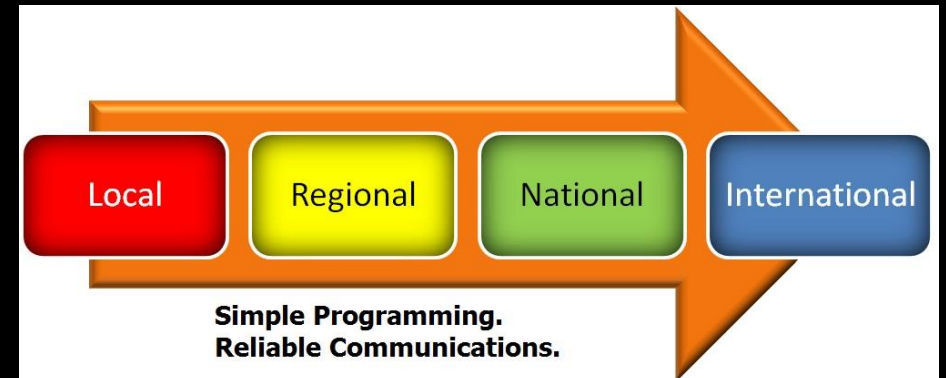 Local
Regional
National
International
Simple Programming.
Reliable Communications.